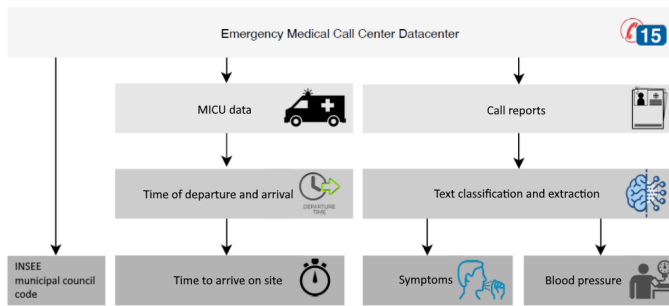 Emergency Medical Call Center Datacenter
15
MICU data
Call reports
Time of departure and arrival
DEPARTURE
TIME
Text classification and extraction
INSEE
municipal council
code
Time to arrive on site
Symptoms
Blood pressure